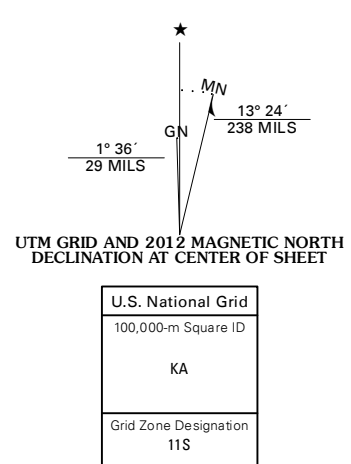 ★
MN
GN
13° 24´
238 MILS
1° 36´
29 MILS
UTM GRID AND 2012 MAGNETIC NORTH
DECLINATION AT CENTER OF SHEET
U.S. National Grid
100,000-m Square ID
KA
Grid Zone Designation
11S